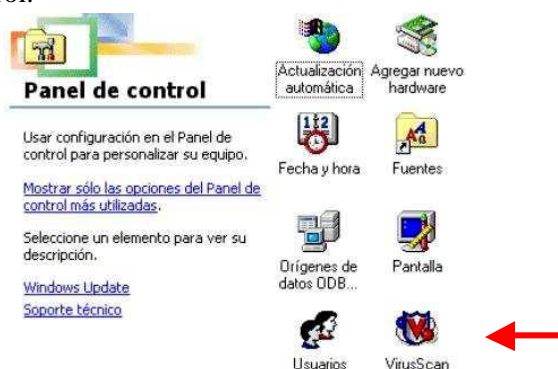 rol.
Panel de control
Usar configuración en el Panel de
control para personalizar su equipo.
Mostrar sólo las opciones del Panel de
control más utilizadas.
Seleccione un elemento para ver su
descripción.
Windows Update
Soporte técnico
Actualización
automática
Agregar nuevo
hardware
Fecha y hora
Fuentes
Orígenes de
datos ODB...
Pantalla
Usuarios
VirusScan